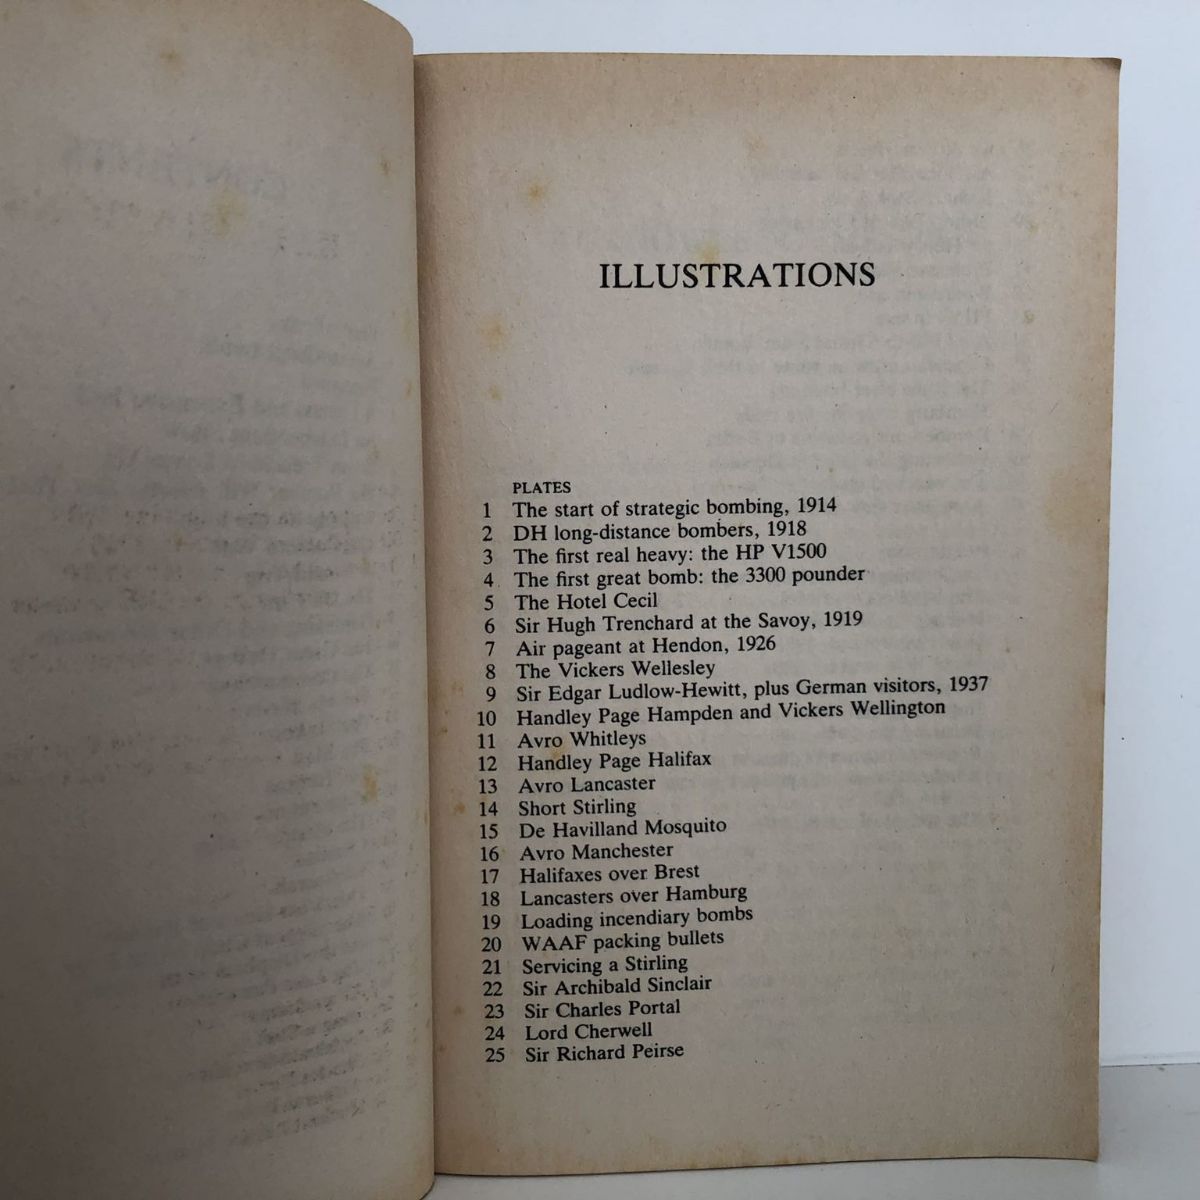 ILLUSTRATIONS
PLATES
1 The start of strategic bombing, 1914
2 DH long-distance bombers, 1918
3 The first real heavy: the HP V1500
4 The first great bomb: the 3300 pounder
5 The Hotel Cecil
6 Sir Hugh Trenchard at the Savoy, 1919
7 Air pageant at Hendon, 1926
8 The Vickers Wellesley
9 Sir Edgar Ludlow-Hewitt, plus German visitors, 1937
10 Handley Page Hampden and Vickers Wellington
11 Avro Whitleys
12 Handley Page Halifax
13 Avro Lancaster
14 Short Stirling
15 De Havilland Mosquito
16 Avro Manchester
17 Halifaxes over Brest
18 Lancasters over Hamburg
19 Loading incendiary bombs
20 WAAF packing bullets
21 Servicing a Stirling
22 Sir Archibald Sinclair
23 Sir Charles Portal
24 Lord Cherwell
25 Sir Richard Peirse